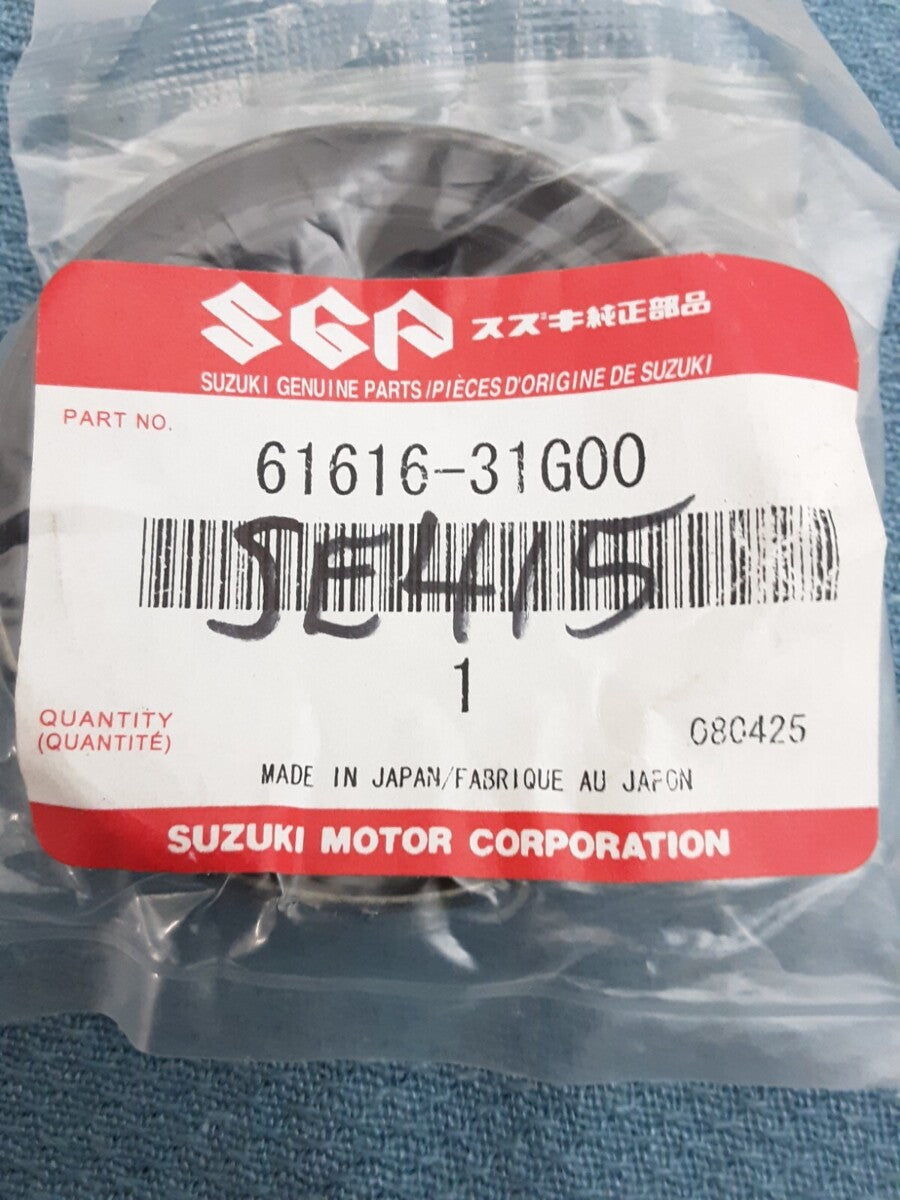 SGP スズキ純正部品
SUZUKI GENUINE PARTS/PIÈCES D'ORIGINE DE SUZUKI
PART NO.
61616-31G00
SE415
1
QUANTITY
(QUANTITÉ)
080425
MADE IN JAPAN/FABRIQUE AU JAPON
SUZUKI MOTOR CORPORATION